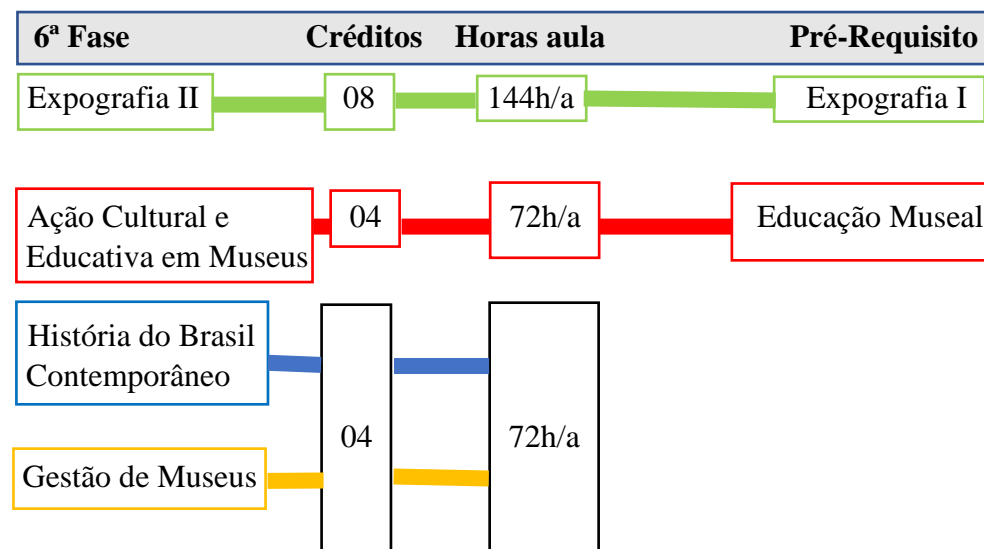 6ª Fase Créditos Horas aula Pré-Requisito
Expografia II 08 144h/a Expografia I
Ação Cultural e
Educativa em Museus 04 72h/a Educação Museal
História do Brasil
Contemporâneo
04 72h/a
Gestão de Museus